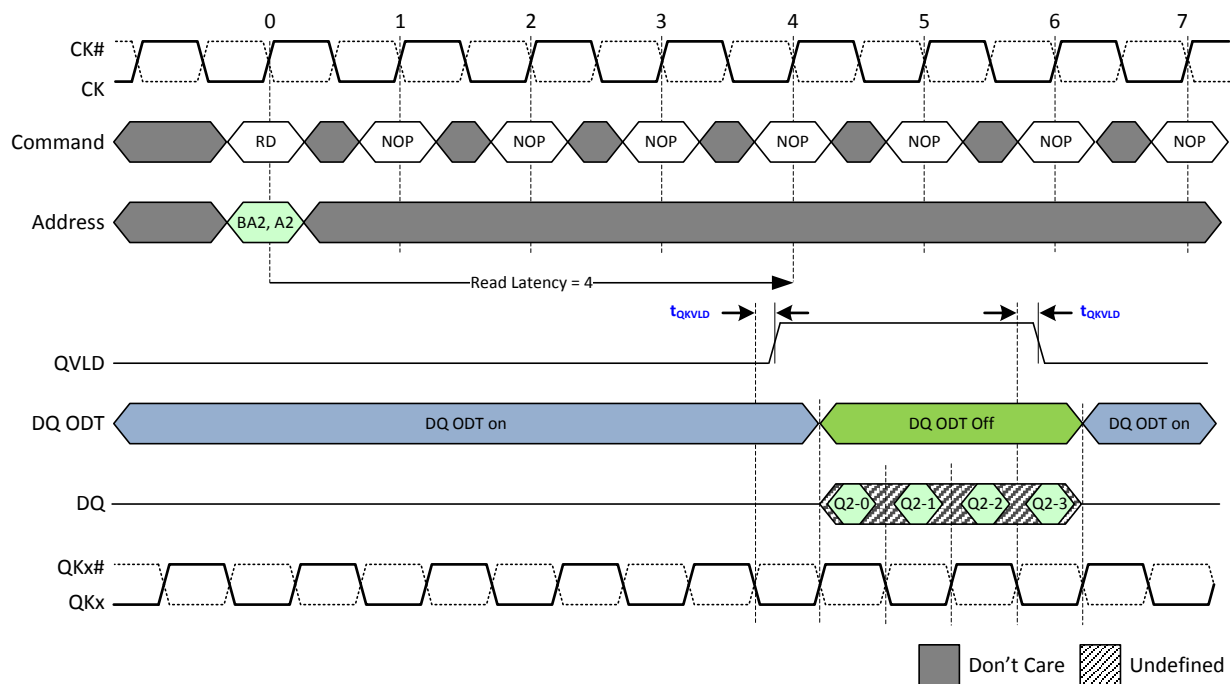 0 1 2 3 4 5 6 7
CK#
CK
Command RD NOP NOP NOP NOP NOP NOP NOP
Address BA2, A2
Read Latency = 4
tQKVLD tQKVLD
QVLD
DQ ODT DQ ODT on DQ ODT Off DQ ODT on
DQ Q2-0 Q2-1 Q2-2 Q2-3
QKx#
QKx
Don't Care Undefined